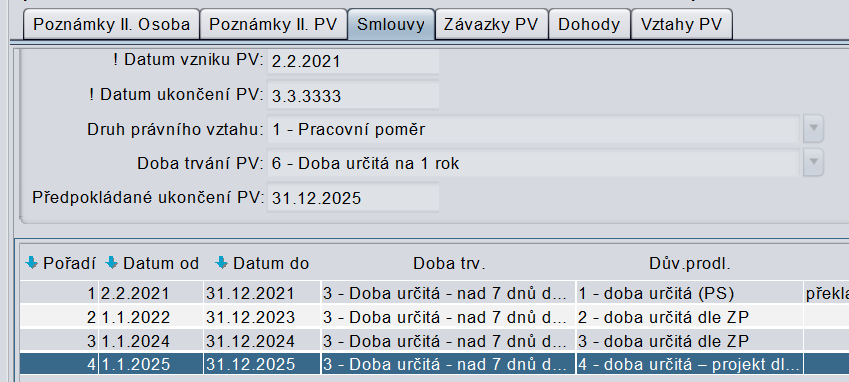 Poznámky II. Osoba Poznámky II. PV Smlouvy Závazky PV Dohody Vztahy PV
! Datum vzniku PV: 2.2.2021
! Datum ukončení PV: 3.3.3333
Druh právního vztahu: 1 - Pracovní poměr
Doba trvání PV: 6 - Doba určitá na 1 rok
Předpokládané ukončení PV: 31.12.2025
Pořadí Datum od Datum do Doba trv. Dův.prodl.
1 2.2.2021 31.12.2021 3 - Doba určitá - nad 7 dnů d... 1 - doba určitá (PS) překla
2 1.1.2022 31.12.2023 3 - Doba určitá - nad 7 dnů d... 2 - doba určitá dle ZP
3 1.1.2024 31.12.2024 3 - Doba určitá - nad 7 dnů d... 3 - doba určitá dle ZP
4 1.1.2025 31.12.2025 3 - Doba určitá - nad 7 dnů d... 4 - doba určitá – projekt dl...